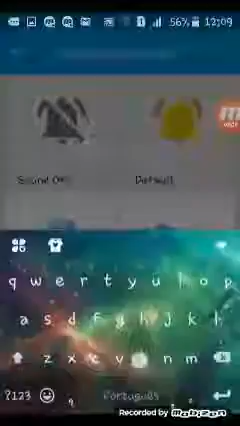 56% 12:09
Sound Off
Default
q w e r t y u i o p
a s d f g h j k l
z x c v b n m
?123 , Português .
Recorded by mobizen